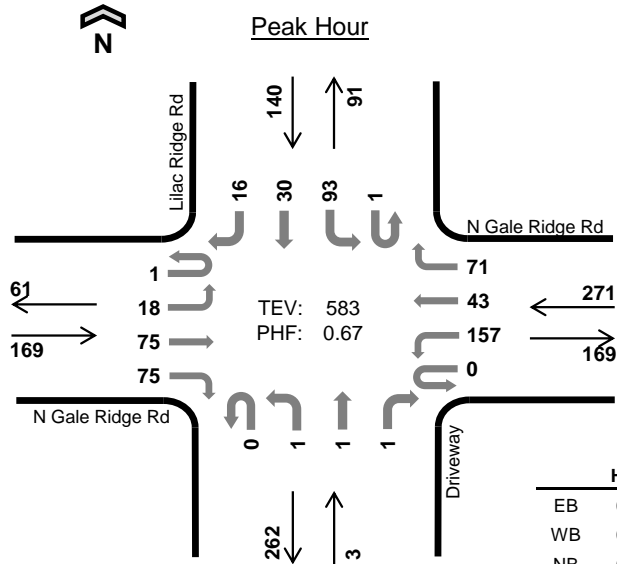 N
Peak Hour
140
91
Lilac Ridge Rd
16
30
93
1
N Gale Ridge Rd
1
18
75
75
61
169
TEV: 583
PHF: 0.67
71
43
157
0
271
169
N Gale Ridge Rd
0
1
1
1
Driveway
262
3
EB
WB
NB